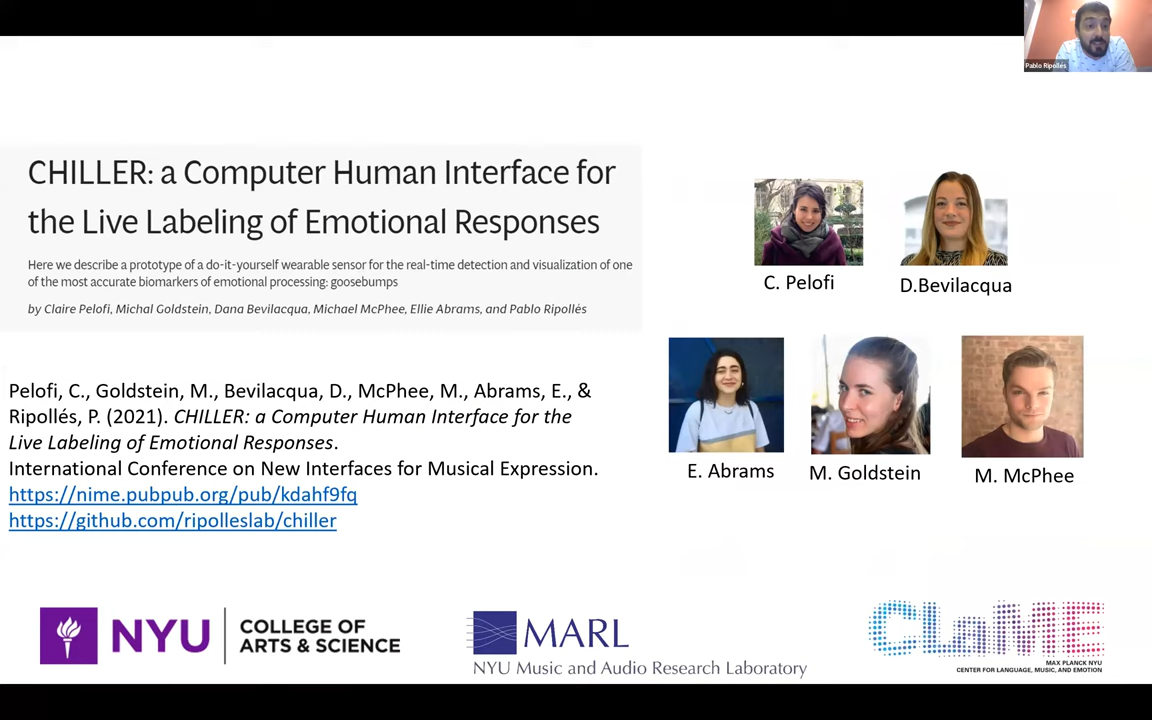 Pablo Ripollés
CHILLER: a Computer Human Interface for
the Live Labeling of Emotional Responses
Here we describe a prototype of a do-it-yourself wearable sensor for the real-time detection and visualization of one
of the most accurate biomarkers of emotional processing: goosebumps
by Claire Pelofi, Michal Goldstein, Dana Bevilacqua, Michael McPhee, Ellie Abrams, and Pablo Ripollés
C. Pelofi
D.Bevilacqua
E. Abrams
M. Goldstein
M. McPhee
Pelofi, C., Goldstein, M., Bevilacqua, D., McPhee, M., Abrams, E., &
Ripollés, P. (2021). CHILLER: a Computer Human Interface for the
Live Labeling of Emotional Responses.
International Conference on New Interfaces for Musical Expression.
https://nime.pubpub.org/pub/kdahf9fq
https://github.com/ripolleslab/chiller
NYU
COLLEGE OF
ARTS & SCIENCE
MARL
NYU Music and Audio Research Laboratory
CLaME
MAX PLANCK NYU
CENTER FOR LANGUAGE, MUSIC, AND EMOTION